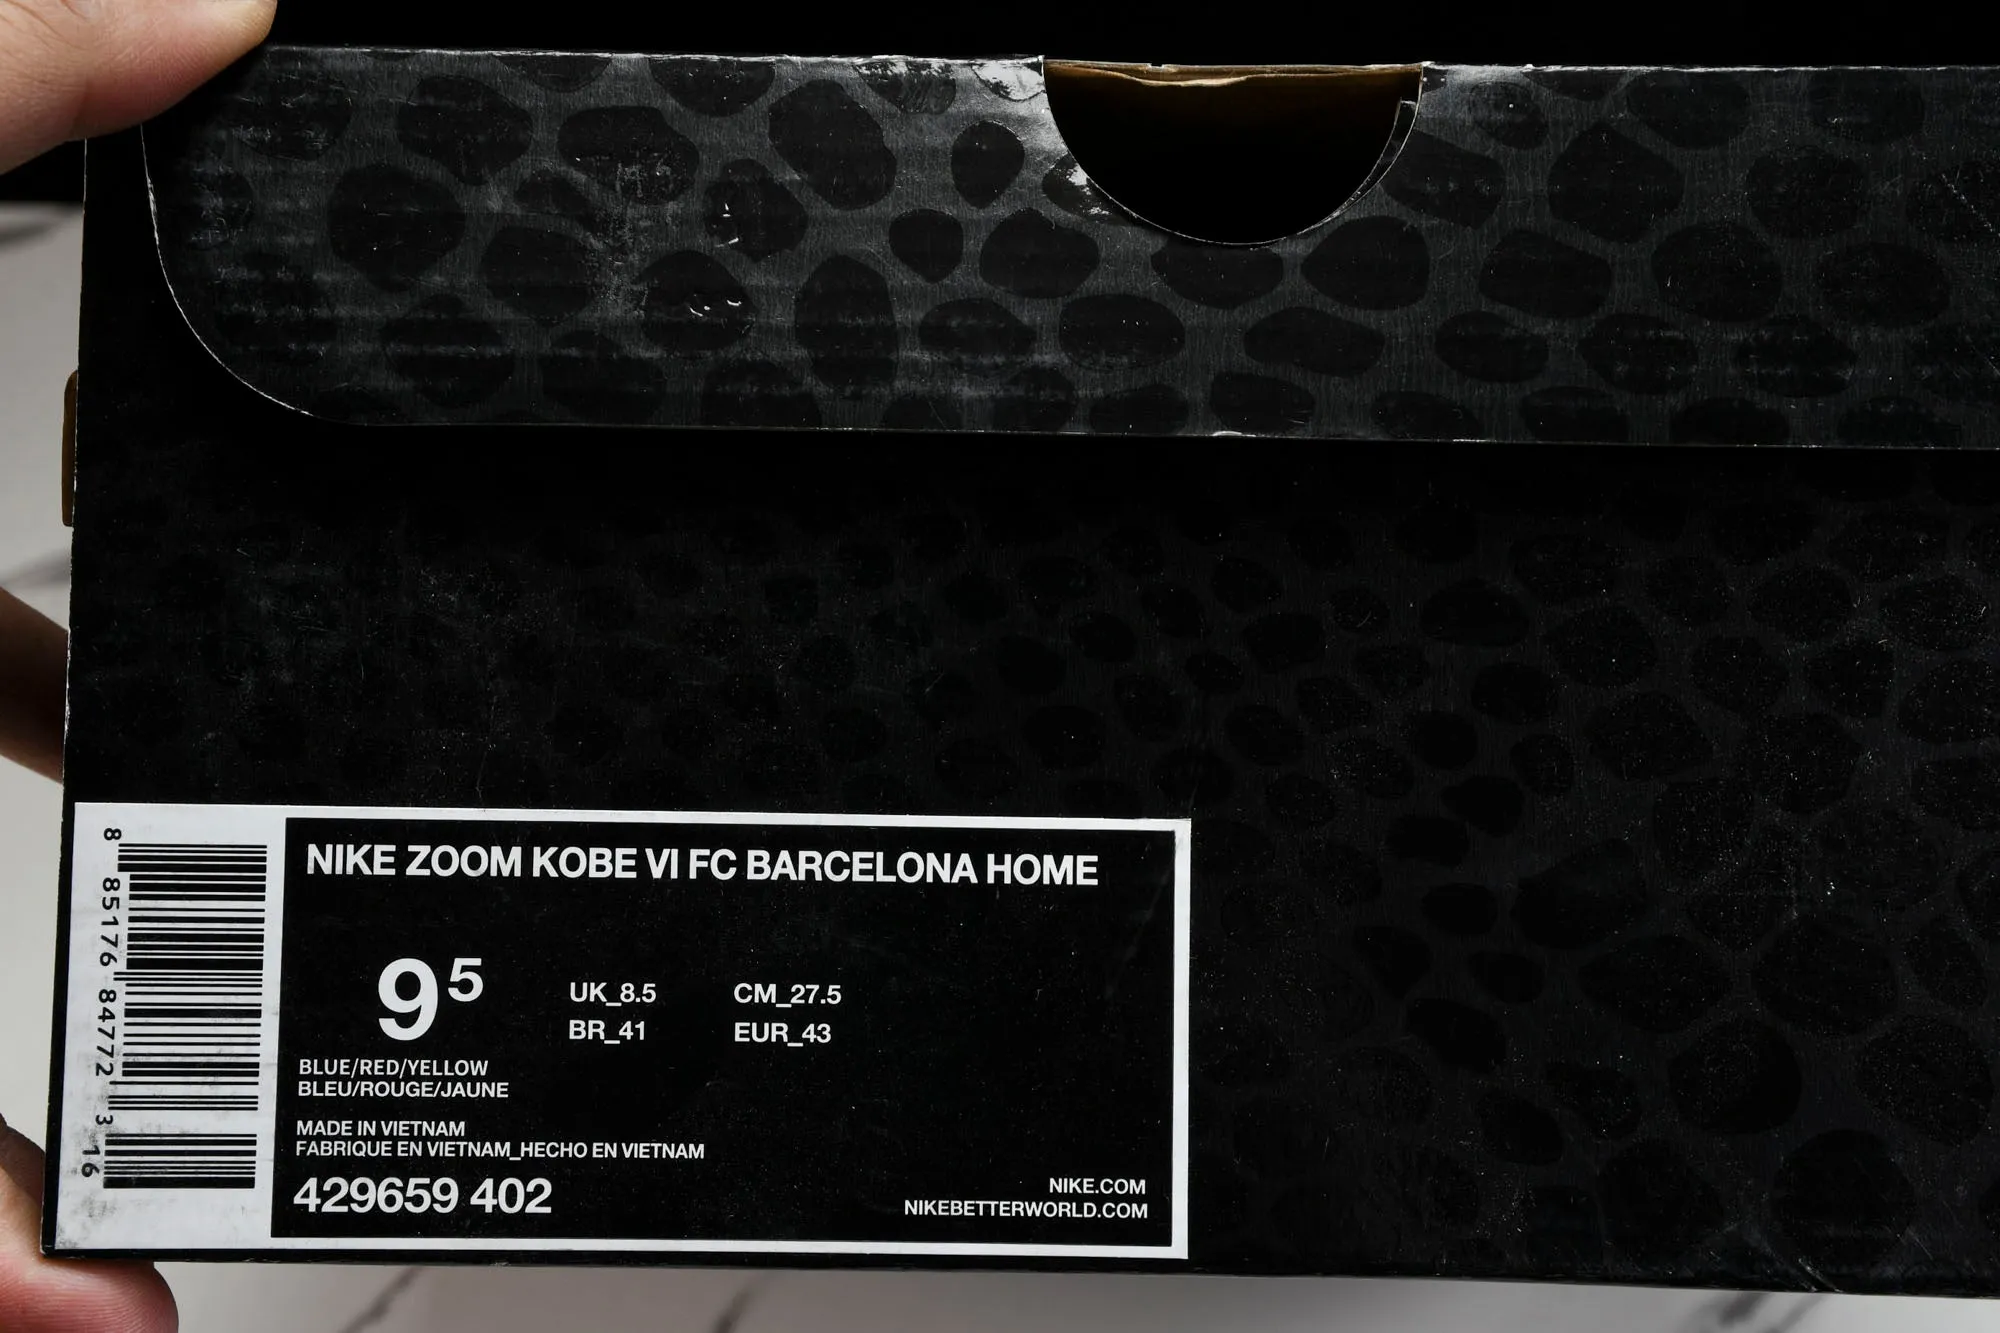 8 85176 84772 3 16
NIKE ZOOM KOBE VI FC BARCELONA HOME
9⁵
UK_8.5 CM_27.5
BR_41 EUR_43
BLUE/RED/YELLOW
BLEU/ROUGE/JAUNE
MADE IN VIETNAM
FABRIQUE EN VIETNAM_HECHO EN VIETNAM
429659 402
NIKE.COM
NIKEBETTERWORLD.COM